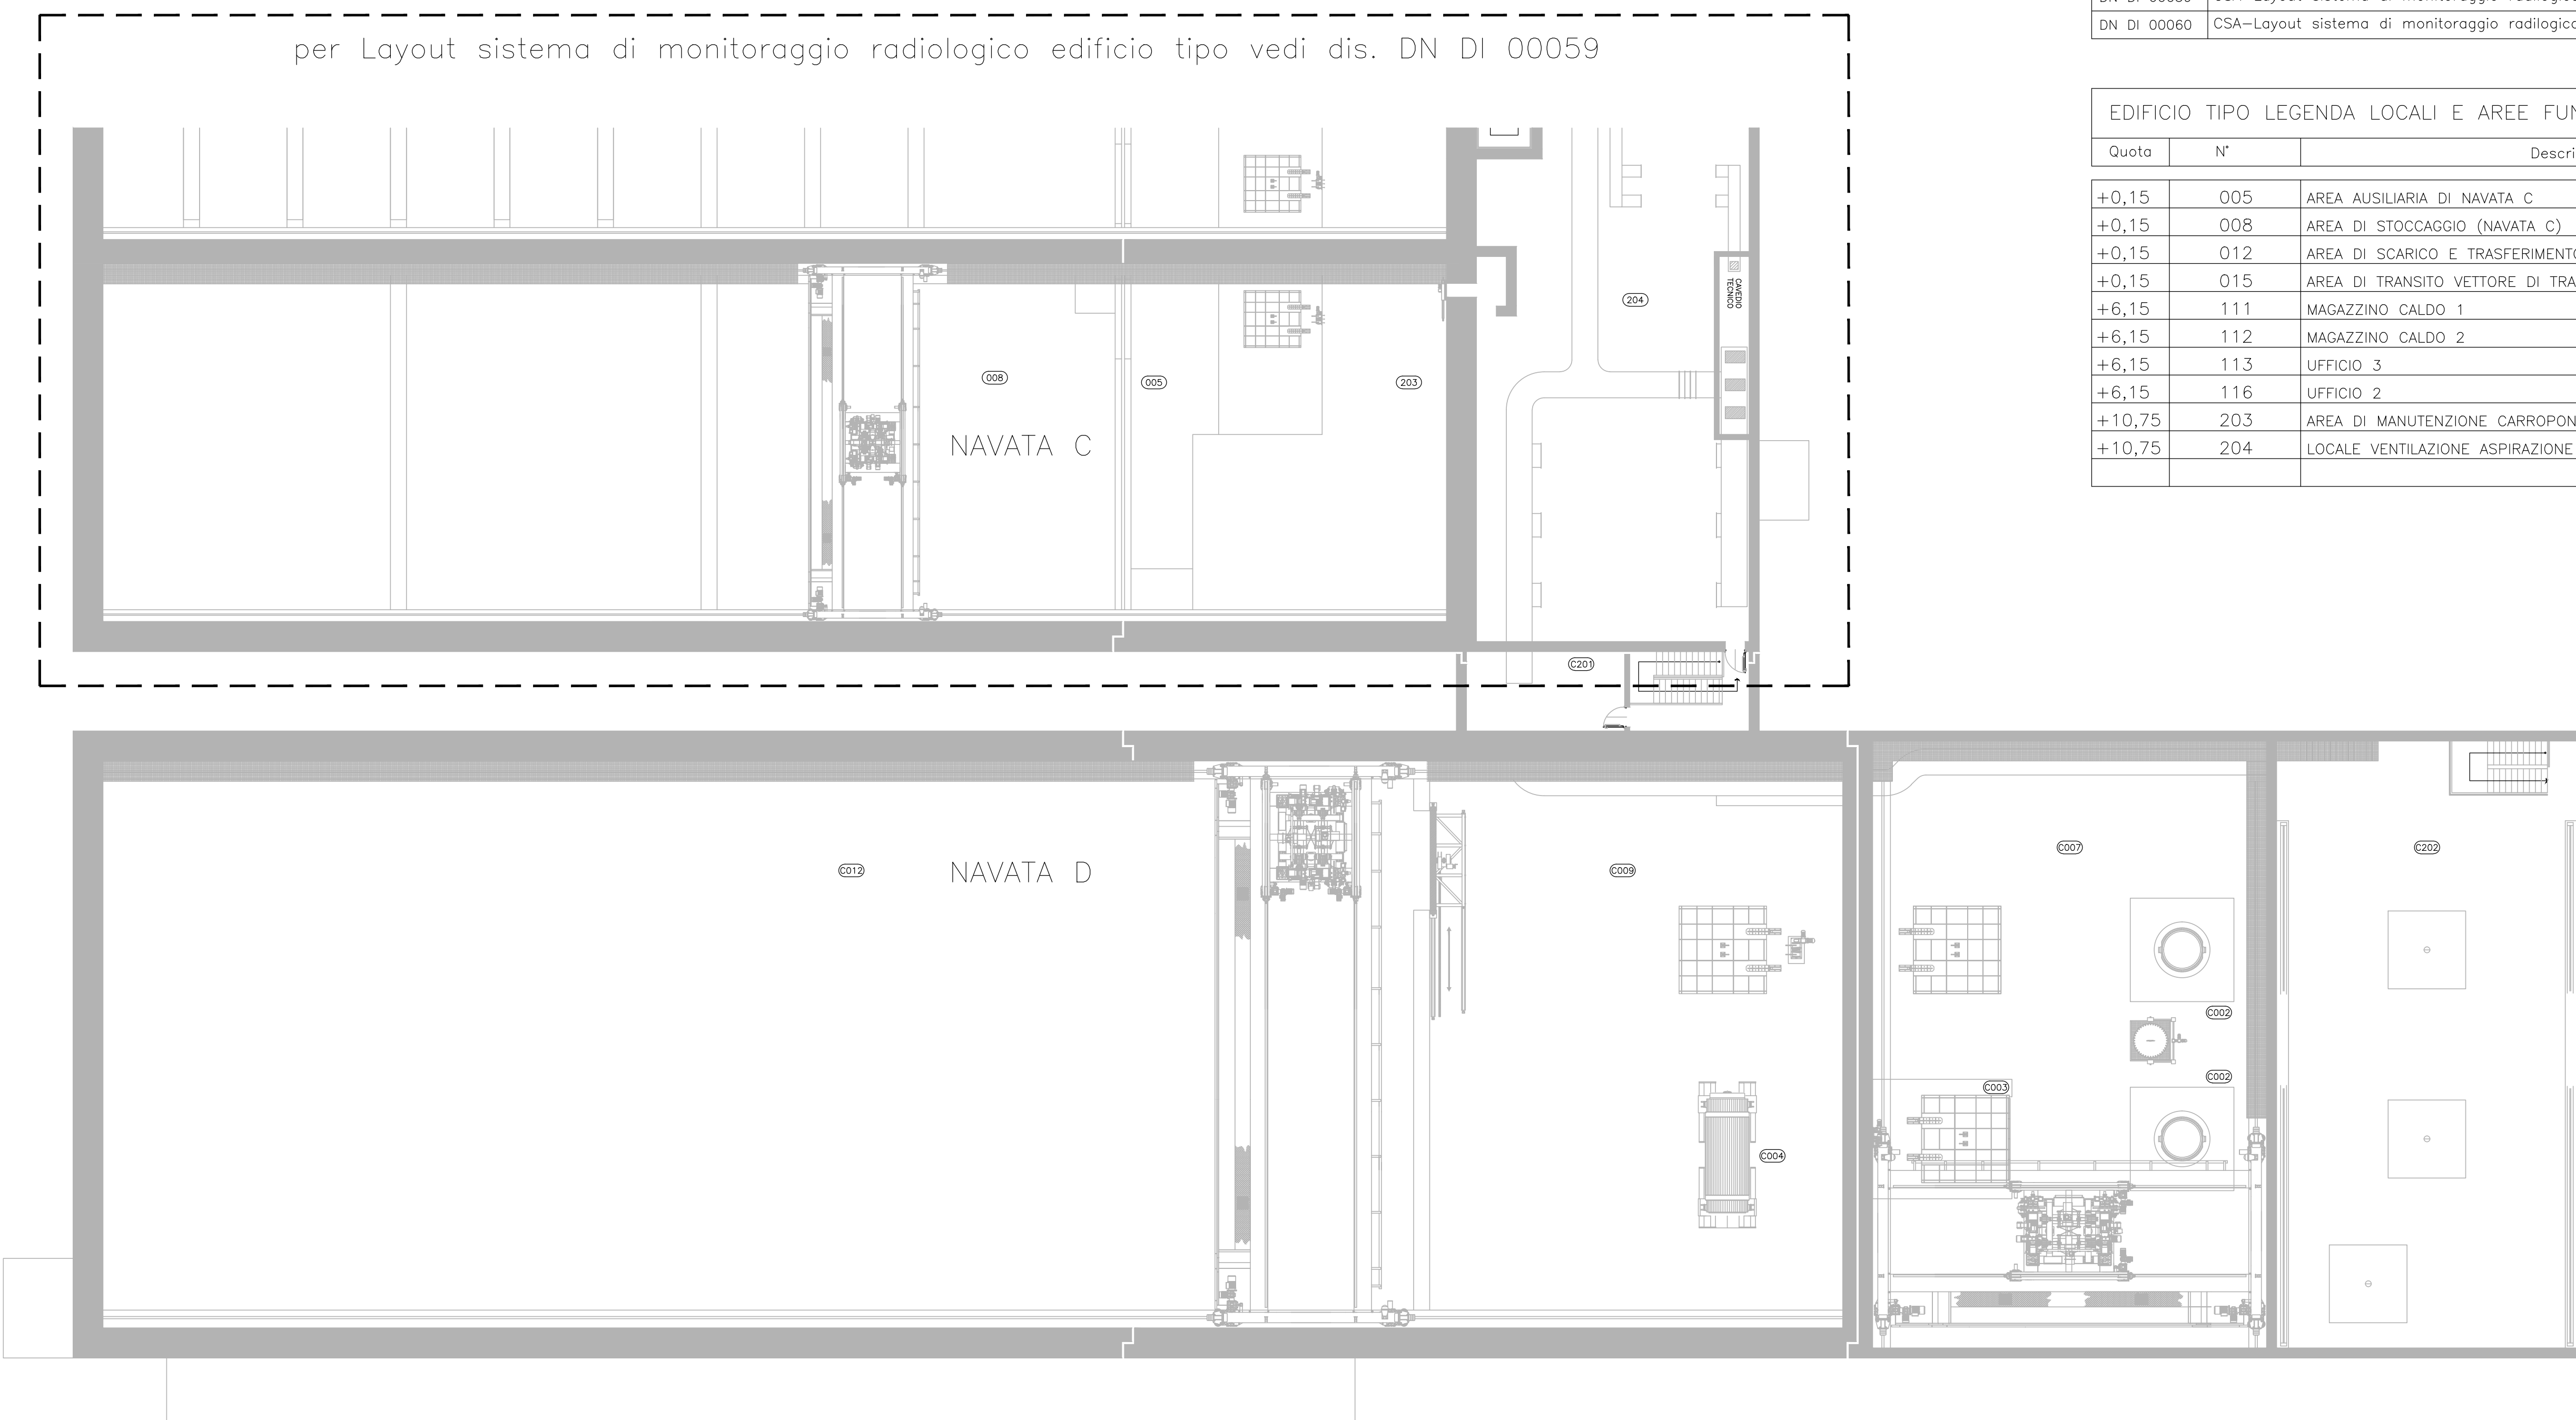 DN DI 00060 CSA-Layout sistema di monitoraggio radilogico
per Layout sistema di monitoraggio radiologico edificio tipo vedi dis. DN DI 00059
EDIFICIO TIPO LEGENDA LOCALI E AREE
Quota N°
+0,15 005 AREA AUSILIARIA DI NAVATA C
+0,15 008 AREA DI STOCCAGGIO (NAVATA C)
+0,15 012 AREA DI SCARICO E TRASFERIMENTO
+0,15 015 AREA DI TRANSITO VETTORE DI
+6,15 111 MAGAZZINO CALDO 1
+6,15 112 MAGAZZINO CALDO 2
+6,15 113 UFFICIO 3
+6,15 116 UFFICIO 2
+10,75 203 AREA DI MANUTENZIONE
+10,75 204 LOCALE VENTILAZIONE ASPIRAZIONE
CAVEDIO
TECNICO
204
008
005
203
NAVATA C
C201
C007
C202
C012
NAVATA D
C009
C002
C002
C003
C004